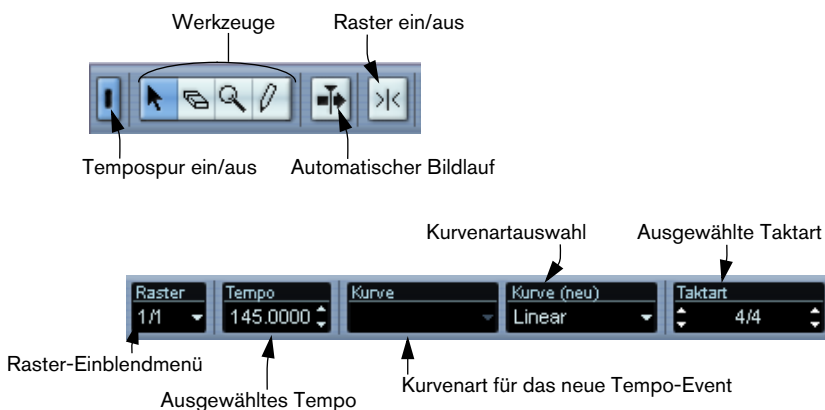 Werkzeuge
Raster ein/aus
Tempospur ein/aus
Automatischer Bildlauf
Kurvenartauswahl
Ausgewählte Taktart
Raster
Tempo
Kurve
Kurve (neu)
Taktart
1/1
145.0000
Linear
4/4
Raster-Einblendmenü
Ausgewähltes Tempo
Kurvenart für das neue Tempo-Event